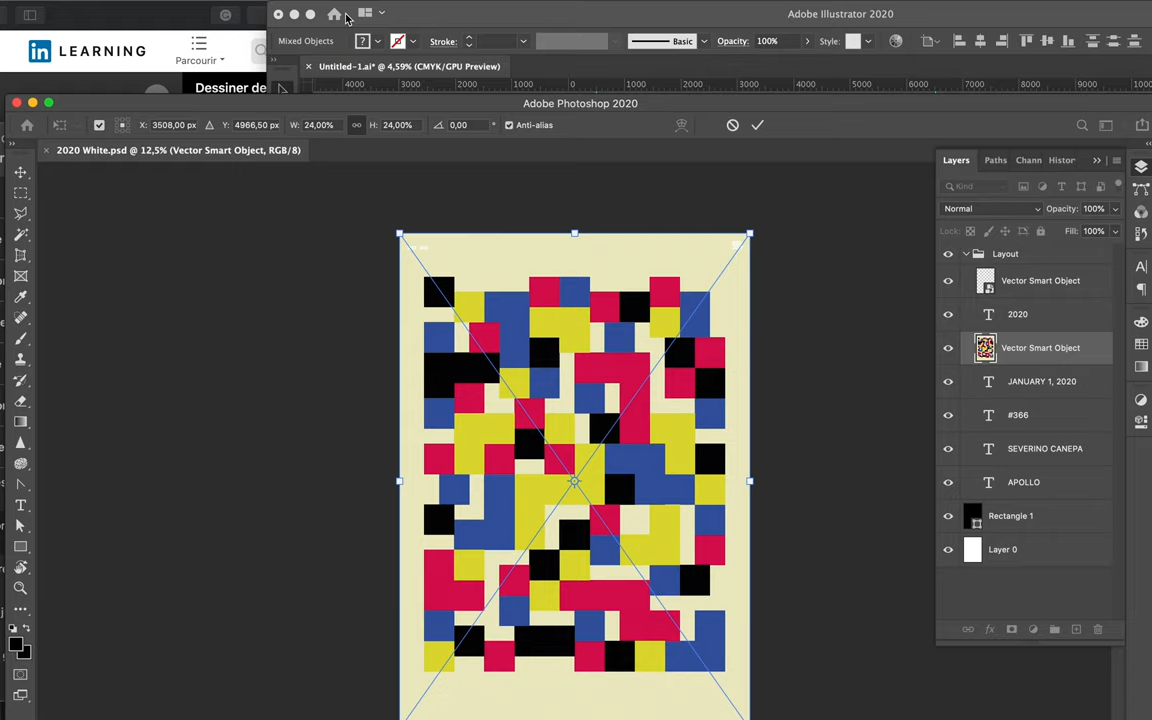 Adobe Illustrator 2020
Mixed Objects
?
Stroke:
Basic
Opacity: 100%
Style:
in LEARNING
Parcourir
Dessiner de
× Untitled-1.ai* @ 4,59% (CMYK/GPU Preview)
4000 3000 2000 1000 0 1000 2000 3000 4000 5000 6000 7000 8000 9000
Adobe Photoshop 2020
X: 3508,00 px Y: 4966,50 px W: 24,00% H: 24,00% 0,00 ° Anti-alias
× 2020 White.psd @ 12,5% (Vector Smart Object, RGB/8)
Layers Paths Chann Histor
Kind
Normal Opacity: 100%
Lock: Fill: 100%
Layout
Vector Smart Object
T 2020
Vector Smart Object
T JANUARY 1, 2020
T #366
T SEVERINO CANEPA
T APOLLO
Rectangle 1
Layer 0
fx